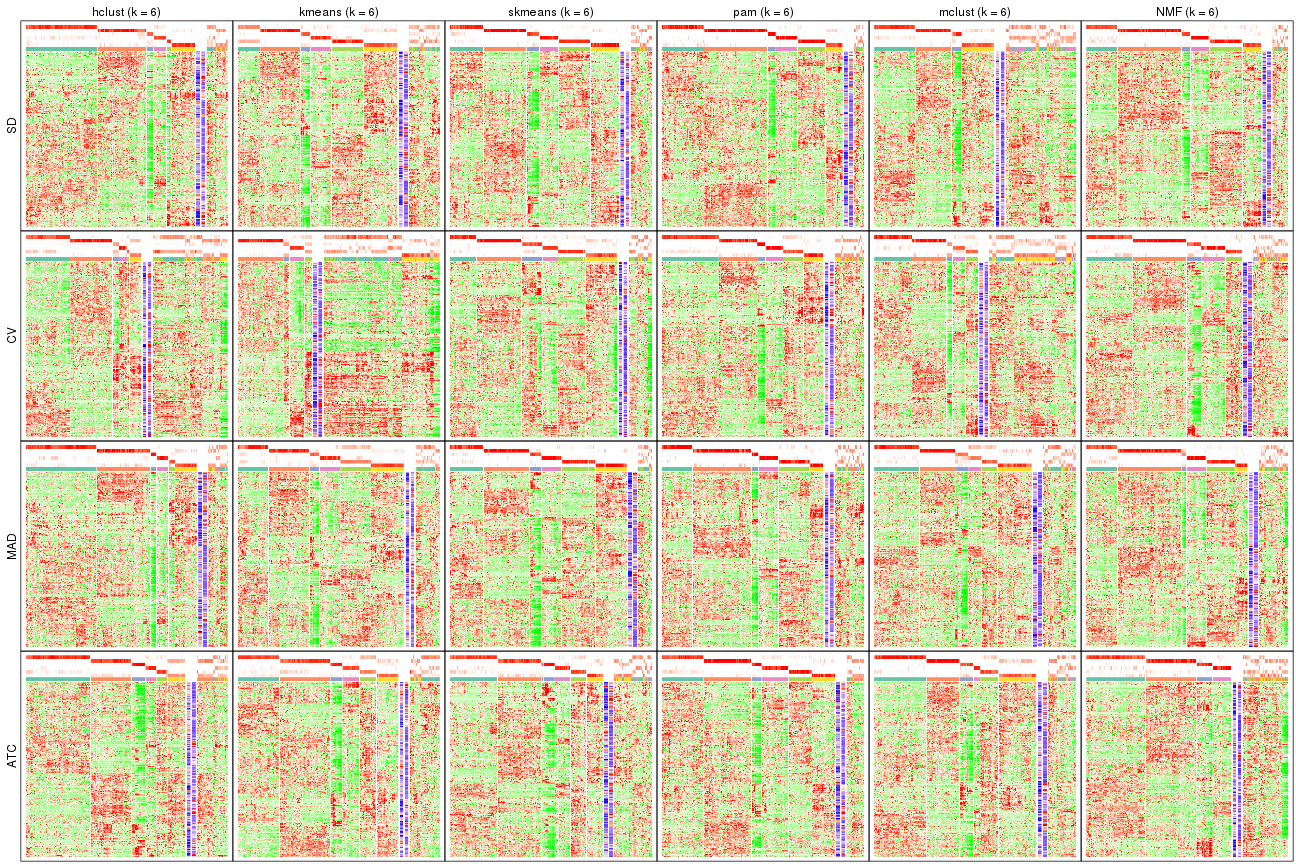 hclust (k = 6)
kmeans (k = 6)
skmeans (k = 6)
pam (k = 6)
mclust (k = 6)
NMF (k = 6)
SD
CV
MAD
ATC